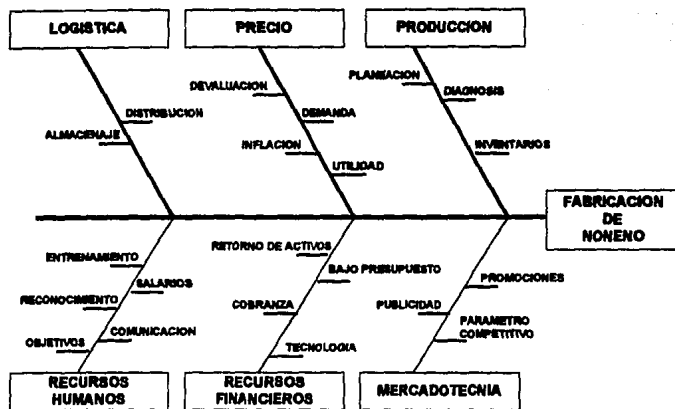 LOGISTICA
PRECIO
PRODUCCION
DISTRIBUCION
ALMACENAJE
DEVALUACION
DEMANDA
INFLACION
UTILIDAD
PLANEACION
DIAGNOSIS
INVENTARIOS
FABRICACION
DE
NONENO
ENTRENAMIENTO
SALARIOS
RECONOCIMIENTO
COMUNICACION
OBJETIVOS
RETORNO DE ACTIVOS
BAJO PRESUPUESTO
COBRANZA
TECNOLOGIA
PROMOCIONES
PUBLICIDAD
PARAMETRO
COMPETITIVO
RECURSOS
HUMANOS
RECURSOS
FINANCIEROS
MERCADOTECNIA